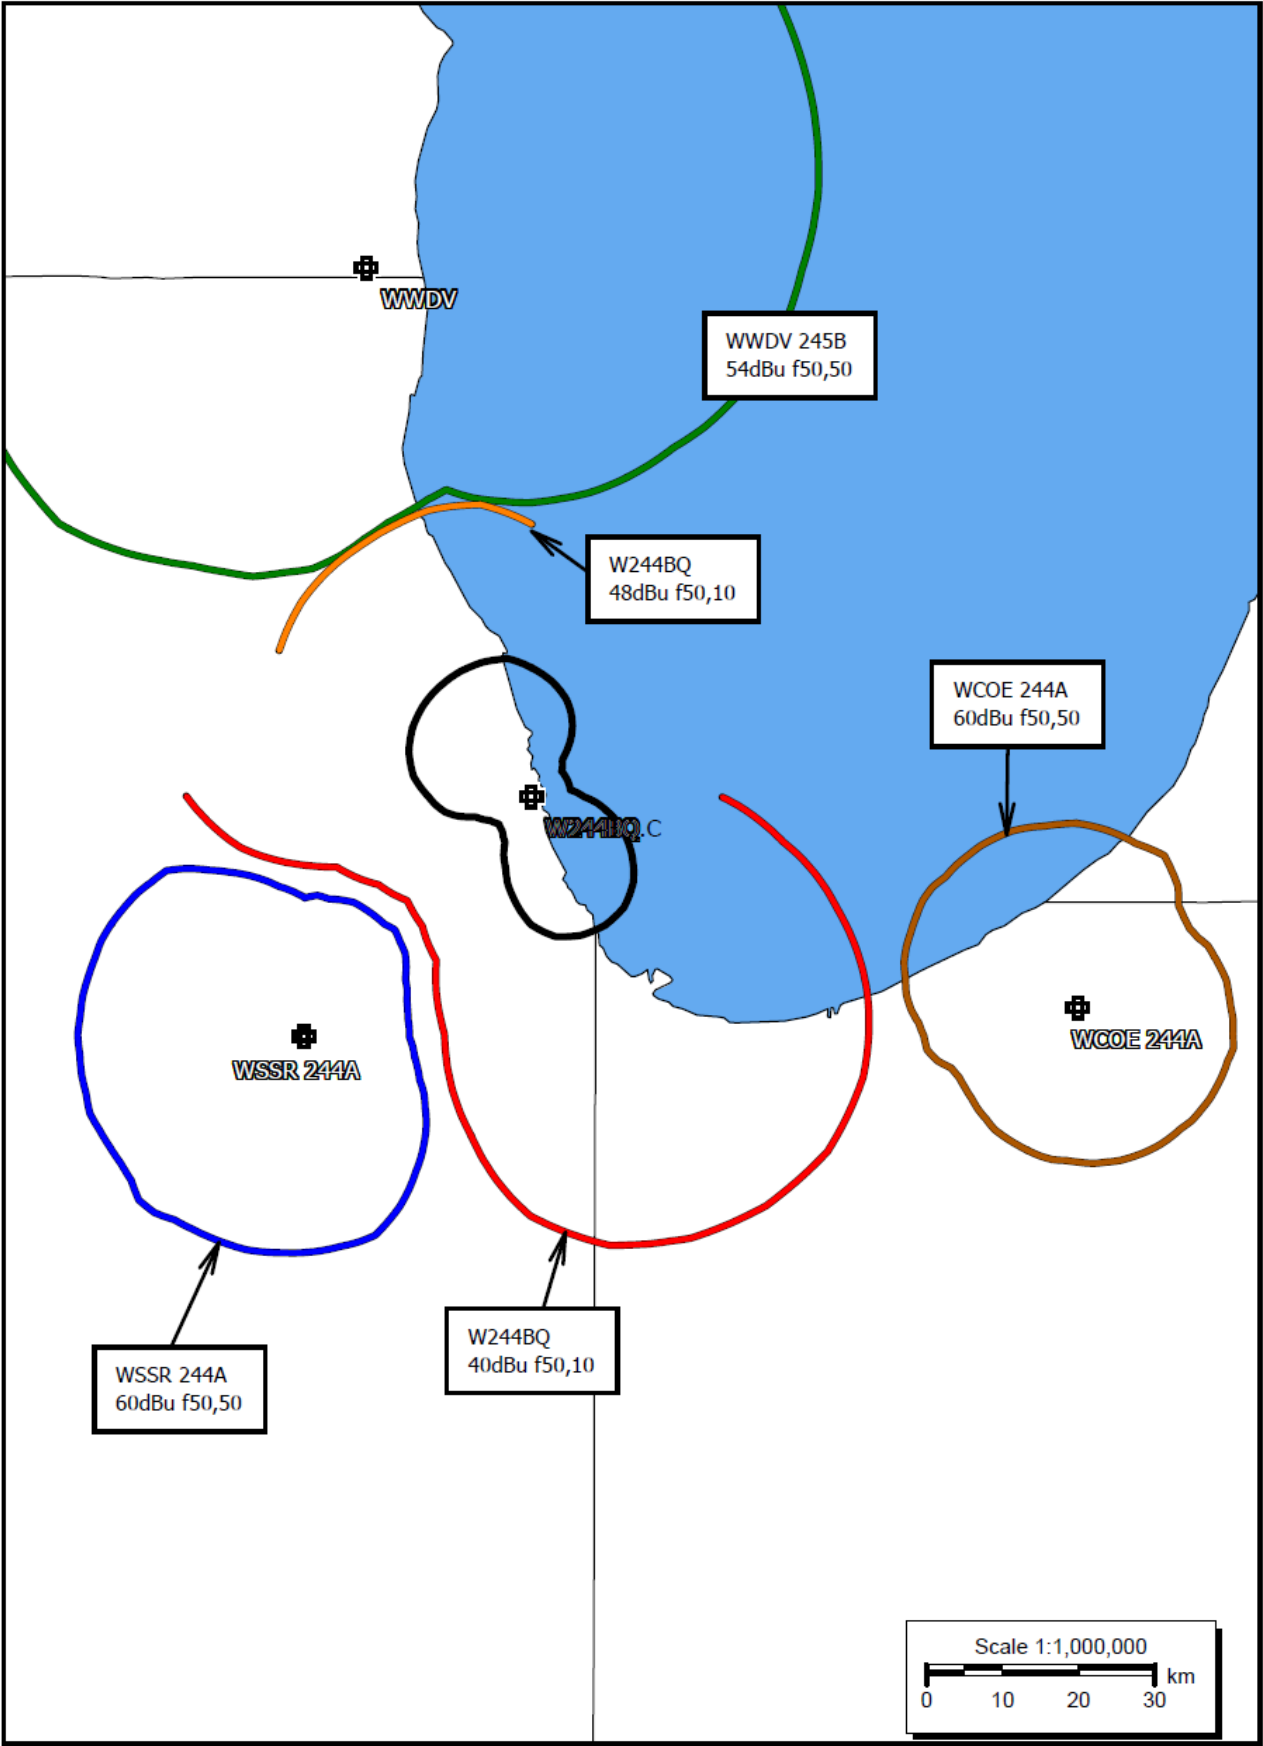 WWDV
WWDV 245B
54dBu f50,50
W244BQ
48dBu f50,10
WCOE 244A
60dBu f50,50
WCOE 244A
WSSR 244A
W244BQ
40dBu f50,10
WSSR 244A
60dBu f50,50
Scale 1:1,000,000
km
0 10 20 30